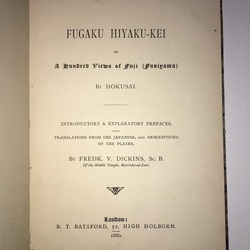 FUGAKU HIYAKU-KEI
OR
A Hundred Views of Fuji (Fusiyama)
BY HOKUSAI.
INTRODUCTORY & EXPLANATORY PREFACES,
WITH
TRANSLATIONS FROM THE JAPANESE, AND DESCRIPTIONS
OF THE PLATES,
BY FREDK. V. DICKINS, SC. B.
Of the Middle Temple, Barrister-at-Law.
London:
B. T. BATSFORD, 52, HIGH HOLBORN.
1880.